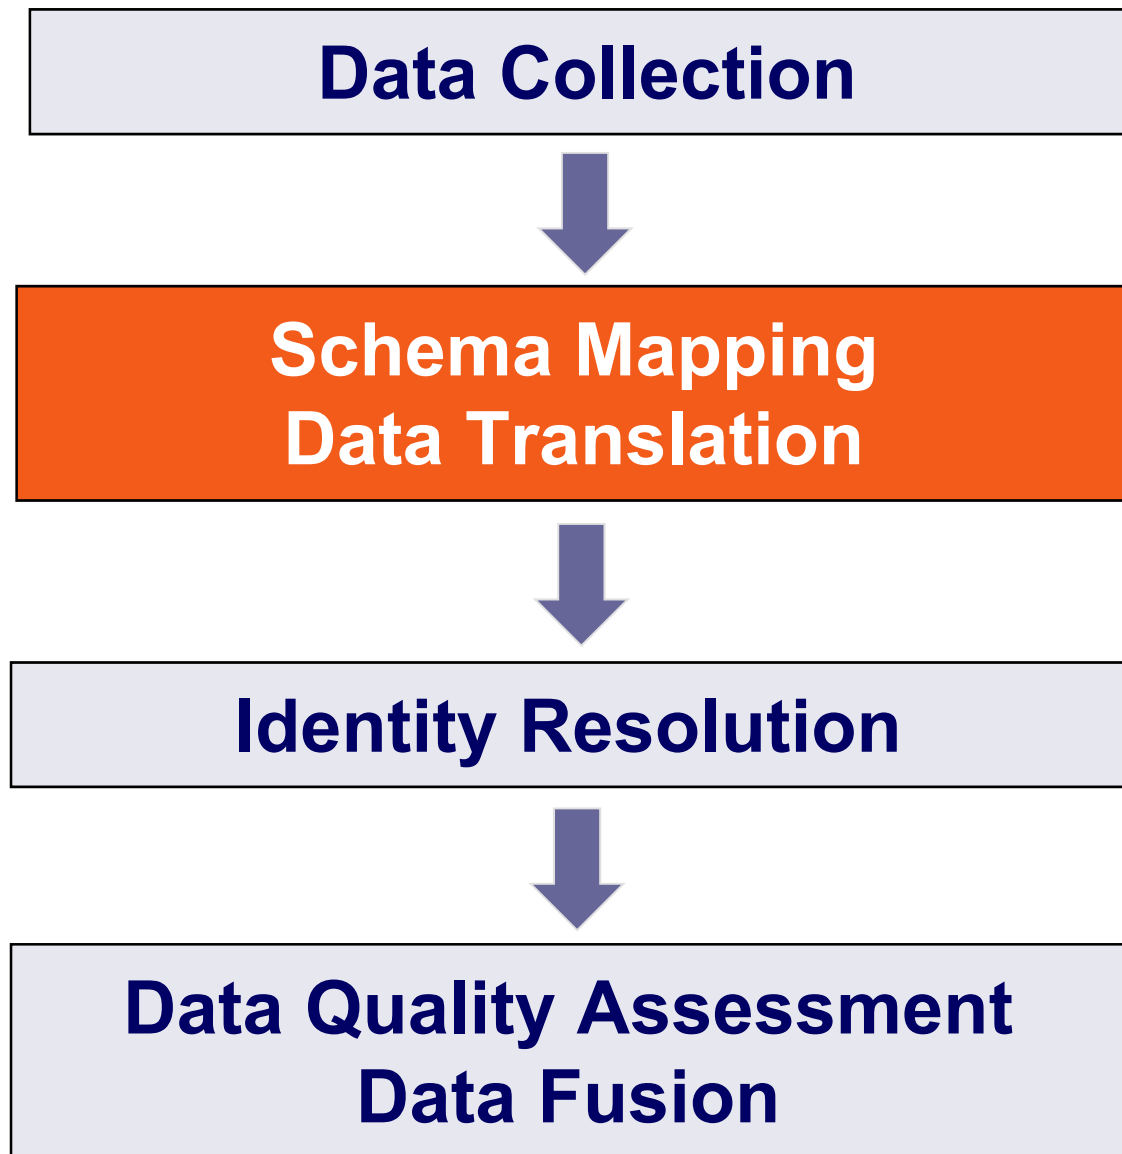 Data Collection
Schema Mapping
Data Translation
Identity Resolution
Data Quality Assessment
Data Fusion